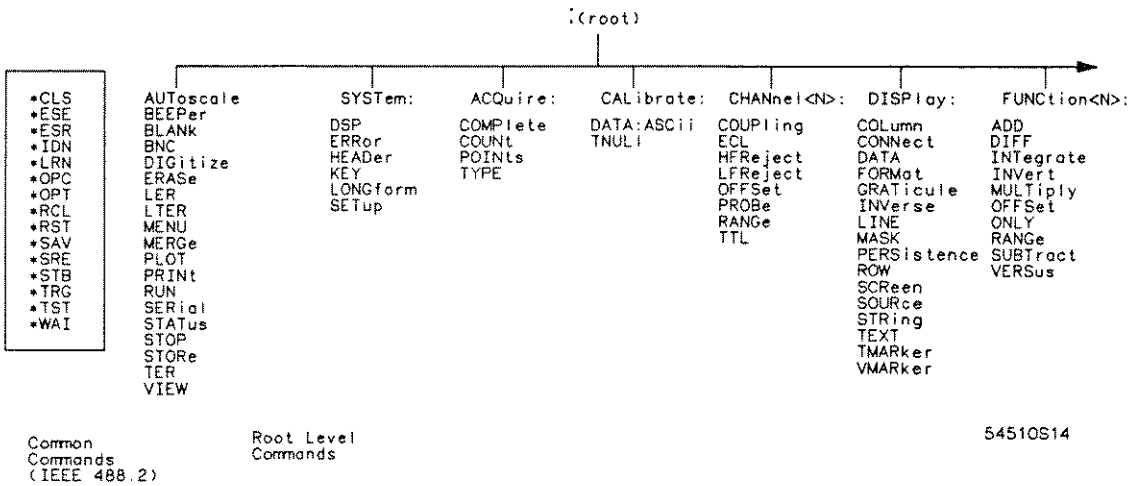 :(root)
*CLS
*ESE
*ESR
*IDN
*LRN
*OPC
*OPT
*RCL
*RST
*SAV
*SRE
*STB
*TRG
*TST
*WAI
AUToscale
BEEPer
BLANk
BNC
DIGitize
ERASe
LER
LTER
MENU
MERGe
PLOT
PRINt
RUN
SERial
STATus
STOP
STORe
TER
VIEW
SYSTem:
DSP
ERRor
HEADer
KEY
LONGform
SETup
ACQuire:
COMPlete
COUNt
POINts
TYPE
CALibrate:
DATA:ASCii
TNULl
CHANnel<N>:
COUPling
ECL
HFReject
LFReject
OFFSet
PROBe
RANGe
TTL
DISPlay:
COLumn
CONNect
DATA
FORMat
GRATicule
INVerse
LINE
MASK
PERSistence
ROW
SCReen
SOURce
STRing
TEXT
TMARker
VMARker
FUNCtion<N>:
ADD
DIFF
INTegrate
INVert
MULTiply
OFFSet
ONLY
RANGe
SUBTract
VERSus
Common
Commands
(IEEE 488.2)
Root Level
Commands
54510S14